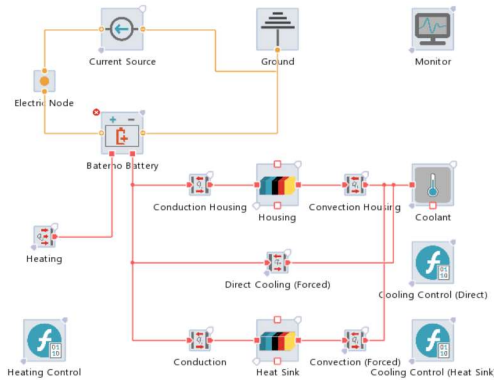 Current Source
Ground
Monitor
Electric Node
Baterno Battery
Conduction Housing
Housing
Convection Housing
Coolant
Heating
Direct Cooling (Forced)
Cooling Control (Direct)
Heating Control
Conduction
Heat Sink
Convection (Forced)
Cooling Control (Heat Sink